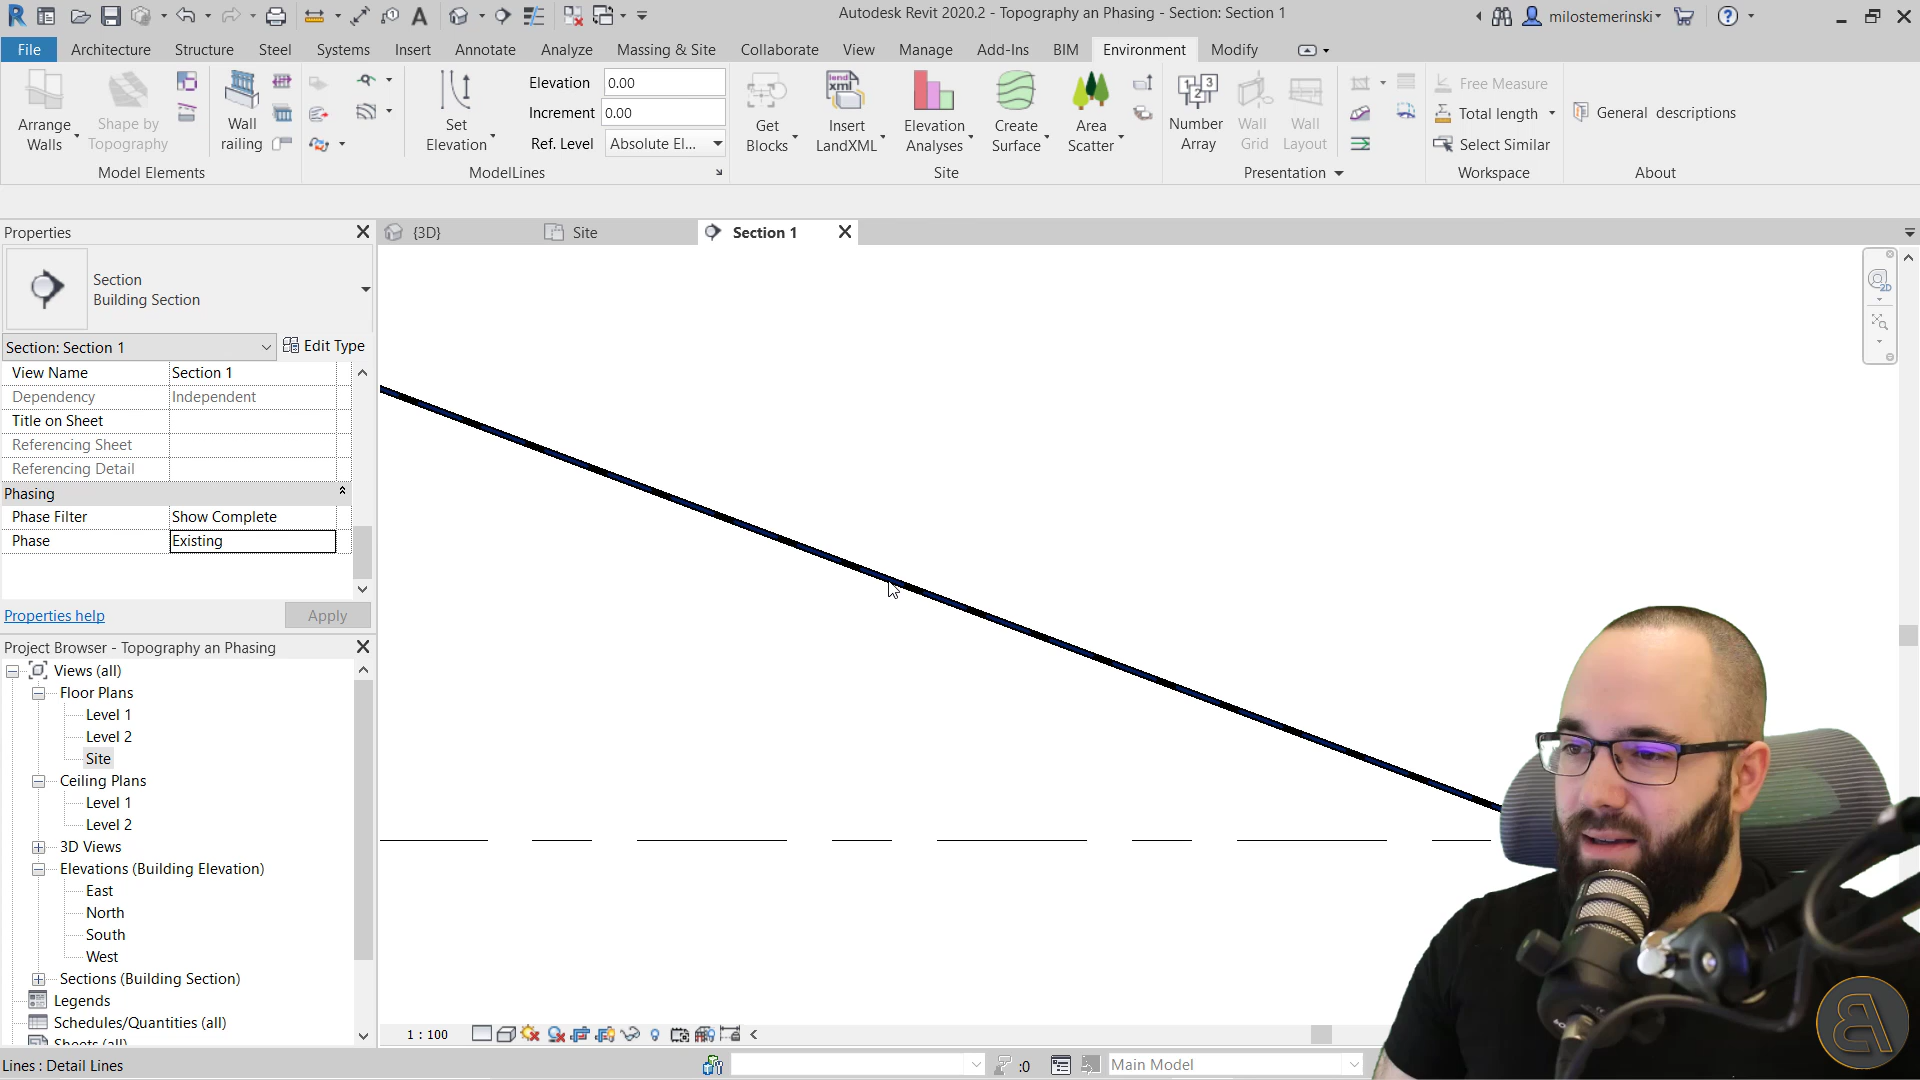 Autodesk Revit 2020.2 - Topography an Phasing - Section: Section 1
milostemerinski
File Architecture Structure Steel Systems Insert Annotate Analyze Massing & Site Collaborate View Manage Add-Ins BIM Environment Modify
Arrange Walls
Shape by Topography
Wall railing
Set Elevation
Elevation 0.00
Increment 0.00
Ref. Level Absolute El...
Get Blocks
Insert LandXML
Elevation Analyses
Create Surface
Area Scatter
Number Array
Wall Grid
Wall Layout
Free Measure
Total length
Select Similar
General descriptions
Model Elements ModelLines Site Presentation Workspace About
Properties
{3D} Site Section 1
Section
Building Section
Section: Section 1 Edit Type
View Name Section 1
Dependency Independent
Title on Sheet
Referencing Sheet
Referencing Detail
Phasing
Phase Filter Show Complete
Phase Existing
Properties help Apply
Project Browser - Topography an Phasing
Views (all)
Floor Plans
Level 1
Level 2
Site
Ceiling Plans
Level 1
Level 2
3D Views
Elevations (Building Elevation)
East
North
South
West
Sections (Building Section)
Legends
Schedules/Quantities (all)
Sheets (all)
1 : 100
Lines : Detail Lines
:0
Main Model